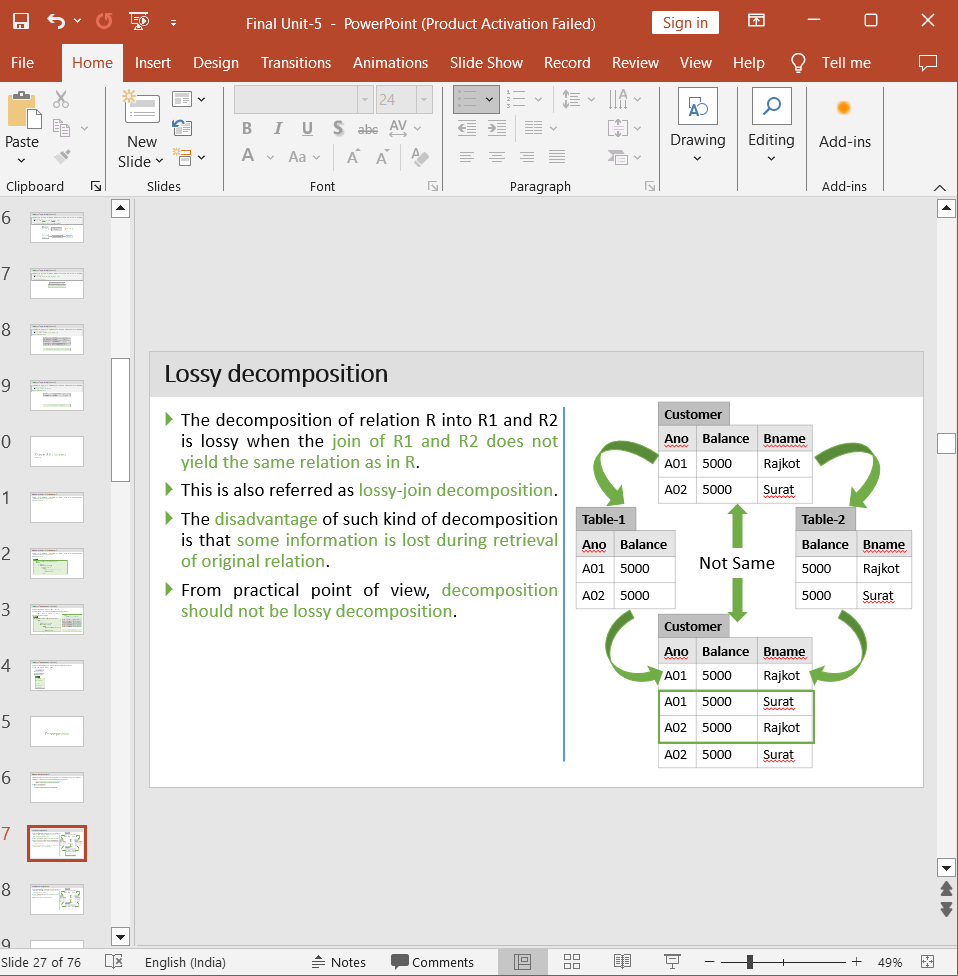 Final Unit-5 - PowerPoint (Product Activation Failed)
Sign in
File Home Insert Design Transitions Animations Slide Show Record Review View Help Tell me
24
Paste
New
Slide
B I U S abc AV
A Aa A A
Drawing
Editing
Add-ins
Clipboard Slides Font Paragraph Add-ins
6
7
8
9
0
1
2
3
4
5
6
7
8
9
Lossy decomposition
The decomposition of relation R into R1 and R2
is lossy when the join of R1 and R2 does not
yield the same relation as in R.
This is also referred as lossy-join decomposition.
The disadvantage of such kind of decomposition
is that some information is lost during retrieval
of original relation.
From practical point of view, decomposition
should not be lossy decomposition.
Customer
Ano Balance Bname
A01 5000 Rajkot
A02 5000 Surat
Table-1
Ano Balance
A01 5000
A02 5000
Not Same
Table-2
Balance Bname
5000 Rajkot
5000 Surat
Customer
Ano Balance Bname
A01 5000 Rajkot
A01 5000 Surat
A02 5000 Rajkot
A02 5000 Surat
Slide 27 of 76 English (India) Notes Comments 49%